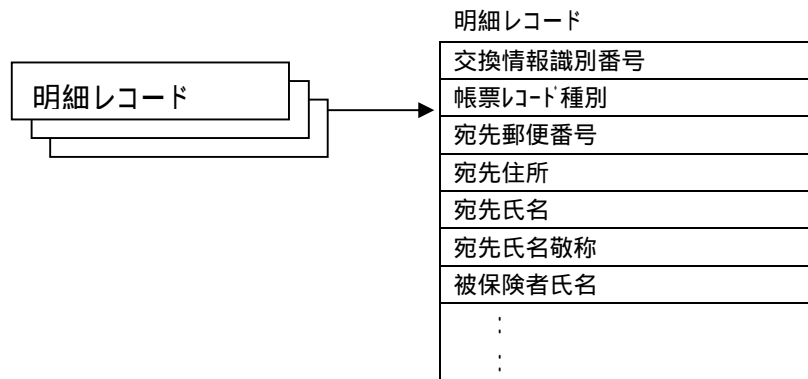 明細レコード
明細レコード
交換情報識別番号
帳票ﾚｺｰﾄﾞ種別
宛先郵便番号
宛先住所
宛先氏名
宛先氏名敬称
被保険者氏名
：
：